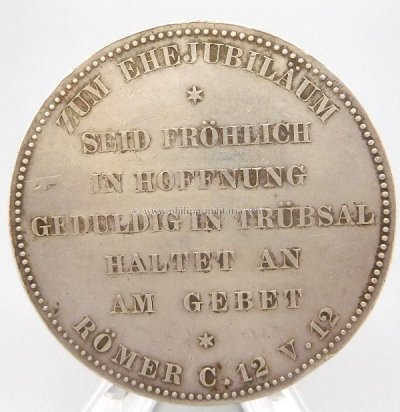 ZUM EHEJUBILÄUM
SEID FRÖHLICH
IN HOFFNUNG
GEDULDIG IN TRÜBSAL
HALTET AN
AM GEBET
RÖMER C. 12 V. 12